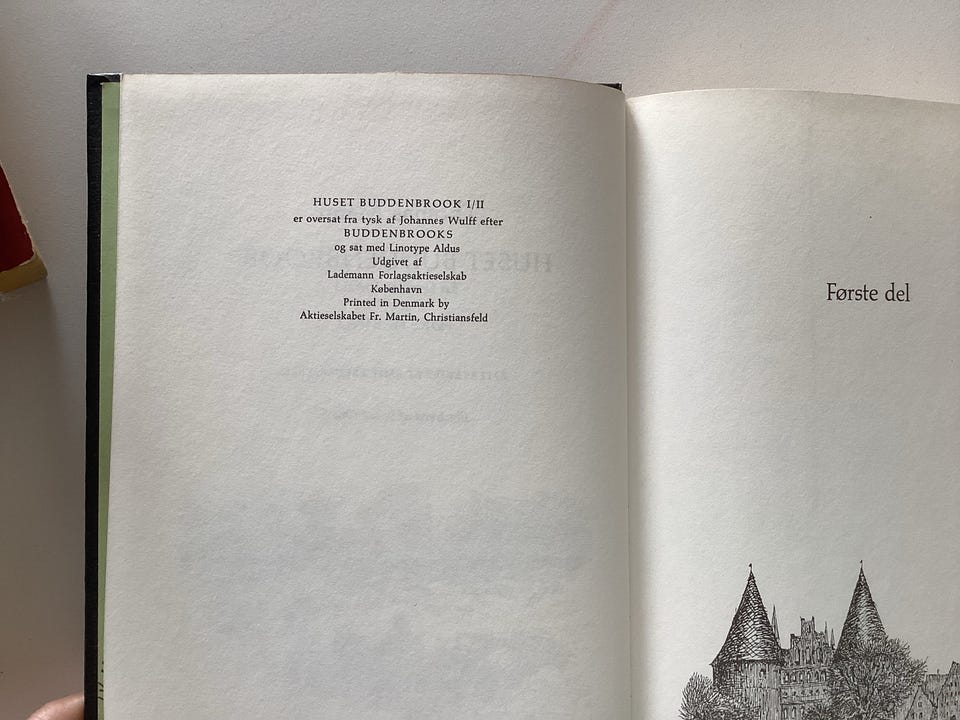 HUSET BUDDENBROOK I/II
er oversat fra tysk af Johannes Wulff efter
BUDDENBROOKS
og sat med Linotype Aldus
Udgivet af
Lademann Forlagsaktieselskab
København
Printed in Denmark by
Aktieselskabet Fr. Martin, Christiansfeld
Første del